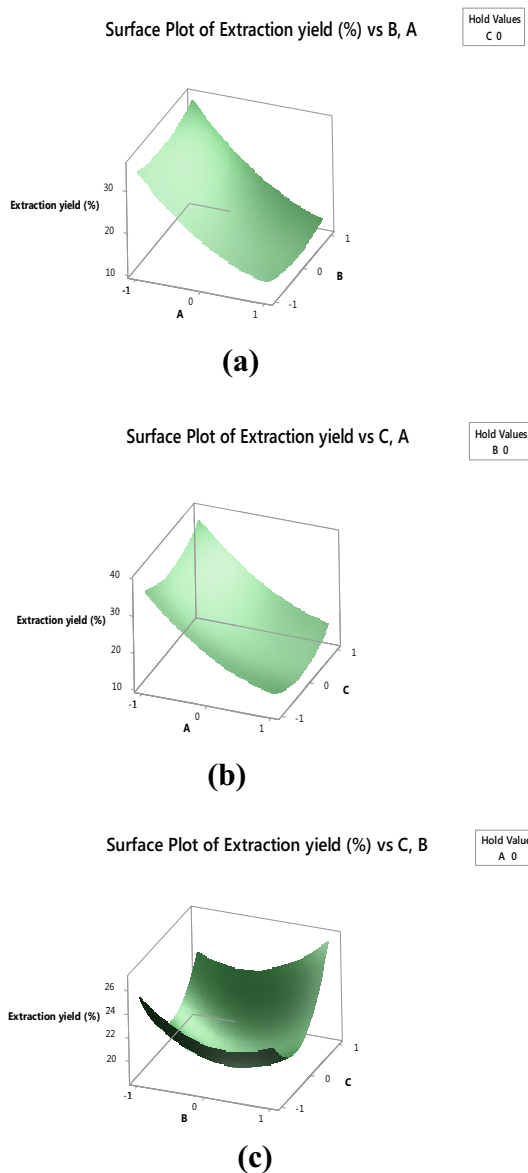 Surface Plot of Extraction yield (%) vs B, A
Hold Values
C 0
30
20
10
Extraction yield (%)
-1
0
1
A
-1
0
1
B
(a)
Surface Plot of Extraction yield vs C, A
Hold Values
B 0
40
30
20
10
Extraction yield (%)
-1
0
1
A
-1
0
1
C
(b)
Surface Plot of Extraction yield (%) vs C, B
Hold Value
A 0
26
24
22
20
Extraction yield (%)
-1
0
1
B
-1
0
1
C
(c)